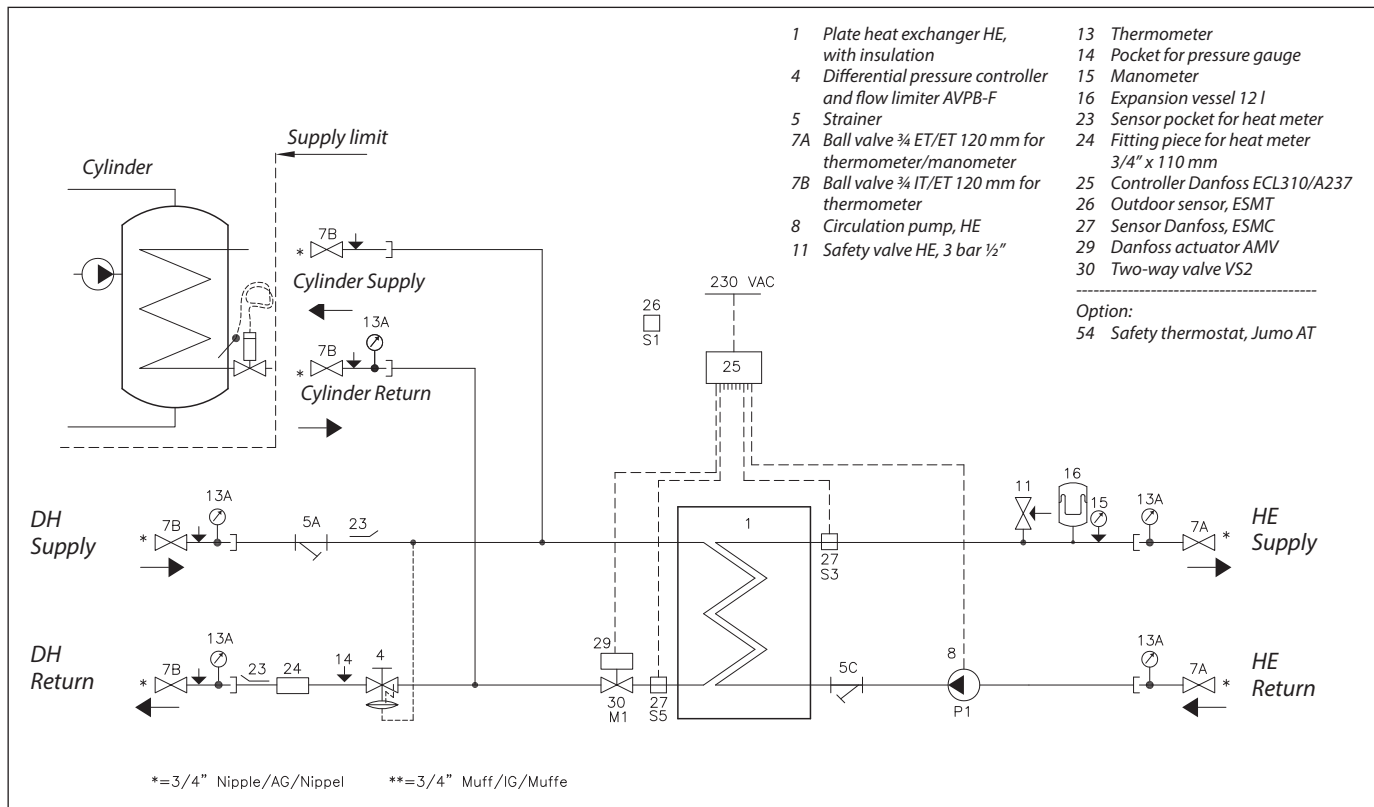 1 Plate heat exchanger HE,
with insulation
4 Differential pressure controller
and flow limiter AVPB-F
5 Strainer
7A Ball valve ¾ ET/ET 120 mm for
thermometer/manometer
7B Ball valve ¾ IT/ET 120 mm for
thermometer
8 Circulation pump, HE
11 Safety valve HE, 3 bar ½”
13 Thermometer
14 Pocket for pressure gauge
15 Manometer
16 Expansion vessel 12 l
23 Sensor pocket for heat meter
24 Fitting piece for heat meter
3/4” x 110 mm
25 Controller Danfoss ECL310/A237
26 Outdoor sensor, ESMT
27 Sensor Danfoss, ESMC
29 Danfoss actuator AMV
30 Two-way valve VS2
Option:
54 Safety thermostat, Jumo AT
Supply limit
Cylinder
7B
*
Cylinder Supply
13A
7B
*
Cylinder Return
230 VAC
26
S1
25
DH
Supply
*
7B
13A
5A
23
1
27
S3
11
16
15
13A
7A
*
HE
Supply
DH
Return
*
7B
13A
23
24
14
4
29
30
M1
27
S5
5C
8
P1
13A
7A
*
HE
Return
*=3/4” Nipple/AG/Nippel **=3/4” Muff/IG/Muffe